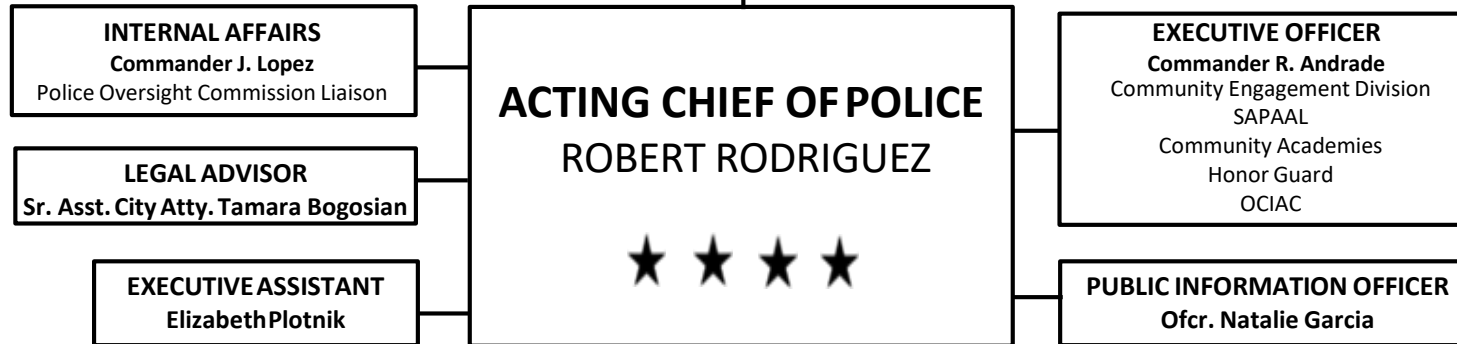 INTERNAL AFFAIRS
Commander J. Lopez
Police Oversight Commission Liaison
LEGAL ADVISOR
Sr. Asst. City Atty. Tamara Bogosian
EXECUTIVE ASSISTANT
Elizabeth Plotnik
ACTING CHIEF OF POLICE
ROBERT RODRIGUEZ
EXECUTIVE OFFICER
Commander R. Andrade
Community Engagement Division
SAPAAL
Community Academies
Honor Guard
OCIAC
PUBLIC INFORMATION OFFICER
Ofcr. Natalie Garcia